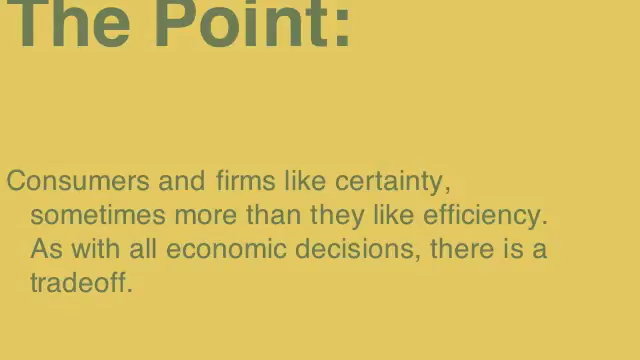 The Point:
Consumers and firms like certainty,
sometimes more than they like efficiency.
As with all economic decisions, there is a
tradeoff.